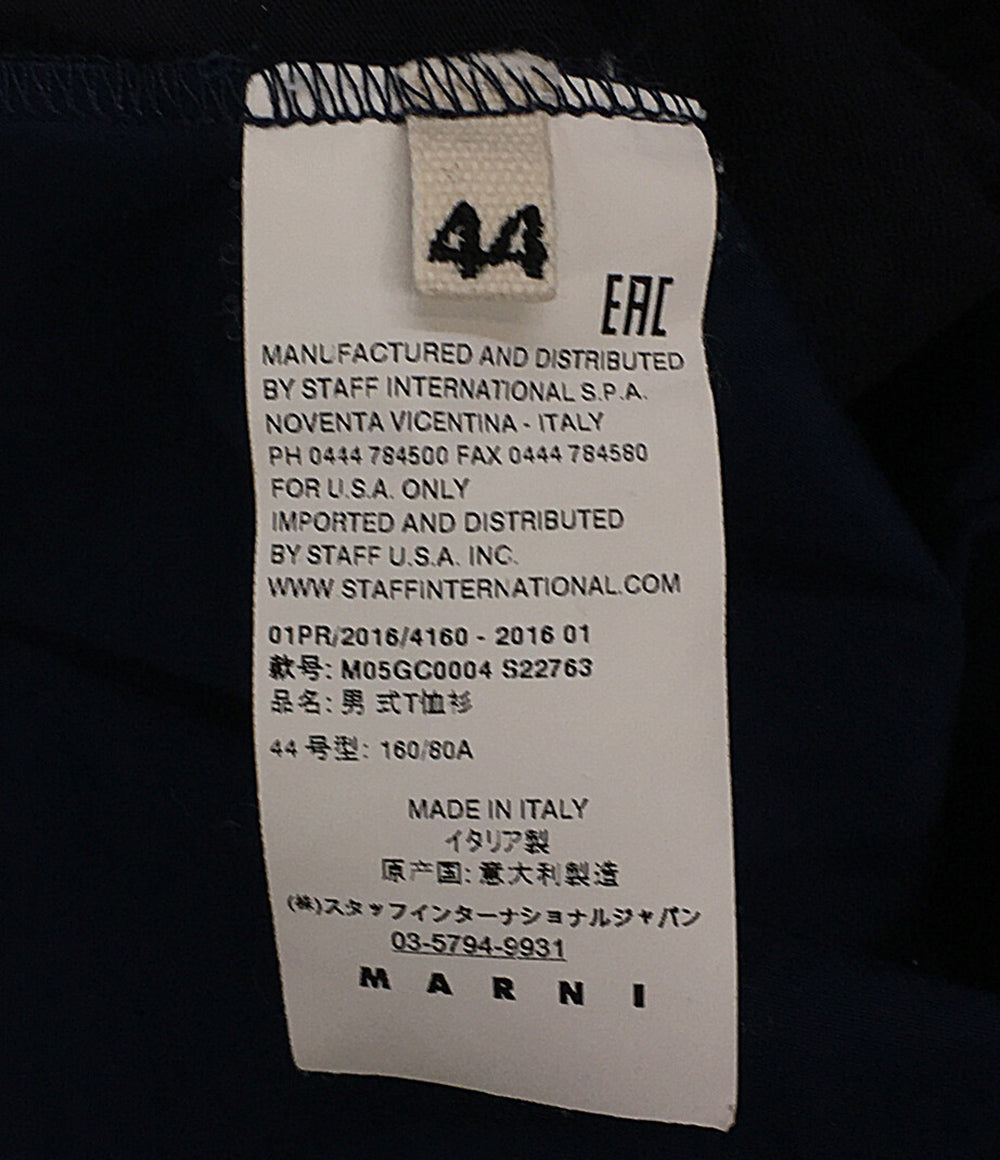 44
EAC
MANUFACTURED AND DISTRIBUTED
BY STAFF INTERNATIONAL S.P.A.
NOVENTA VICENTINA - ITALY
PH 0444 784500 FAX 0444 784580
FOR U.S.A. ONLY
IMPORTED AND DISTRIBUTED
BY STAFF U.S.A. INC.
WWW STAFFINTERNATIONAL.COM
01PR/2016/4160 - 2016 01
款号: M05GC0004 S22763
品名: 男 式T恤衫
44 号型: 160/80A
MADE IN ITALY
イタリア製
原产国: 意大利製造
(株)スタッフインターナショナルジャパン
03-5794-9931
MARNI